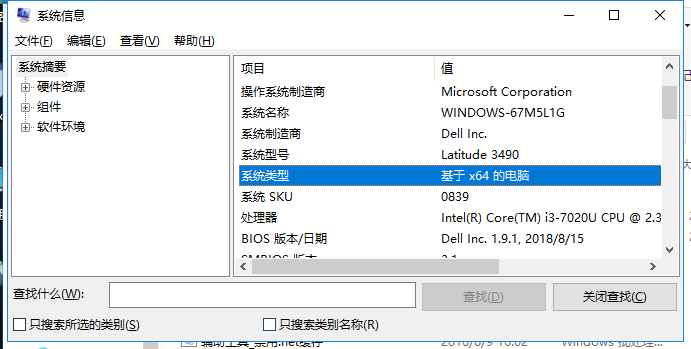 系统信息
文件(F) 编辑(E) 查看(V) 帮助(H)
系统摘要
硬件资源
组件
软件环境
项目 值
操作系统制造商 Microsoft Corporation
系统名称 WINDOWS-67M5L1G
系统制造商 Dell Inc.
系统型号 Latitude 3490
系统类型 基于 x64 的电脑
系统 SKU 0839
处理器 Intel(R) Core(TM) i3-7020U CPU @ 2.3
BIOS 版本/日期 Dell Inc. 1.9.1, 2018/8/15
SMBIOS 版本 3.1
查找什么(W): 查找(D) 关闭查找(C)
只搜索所选的类别(S) 只搜索类别名称(R)